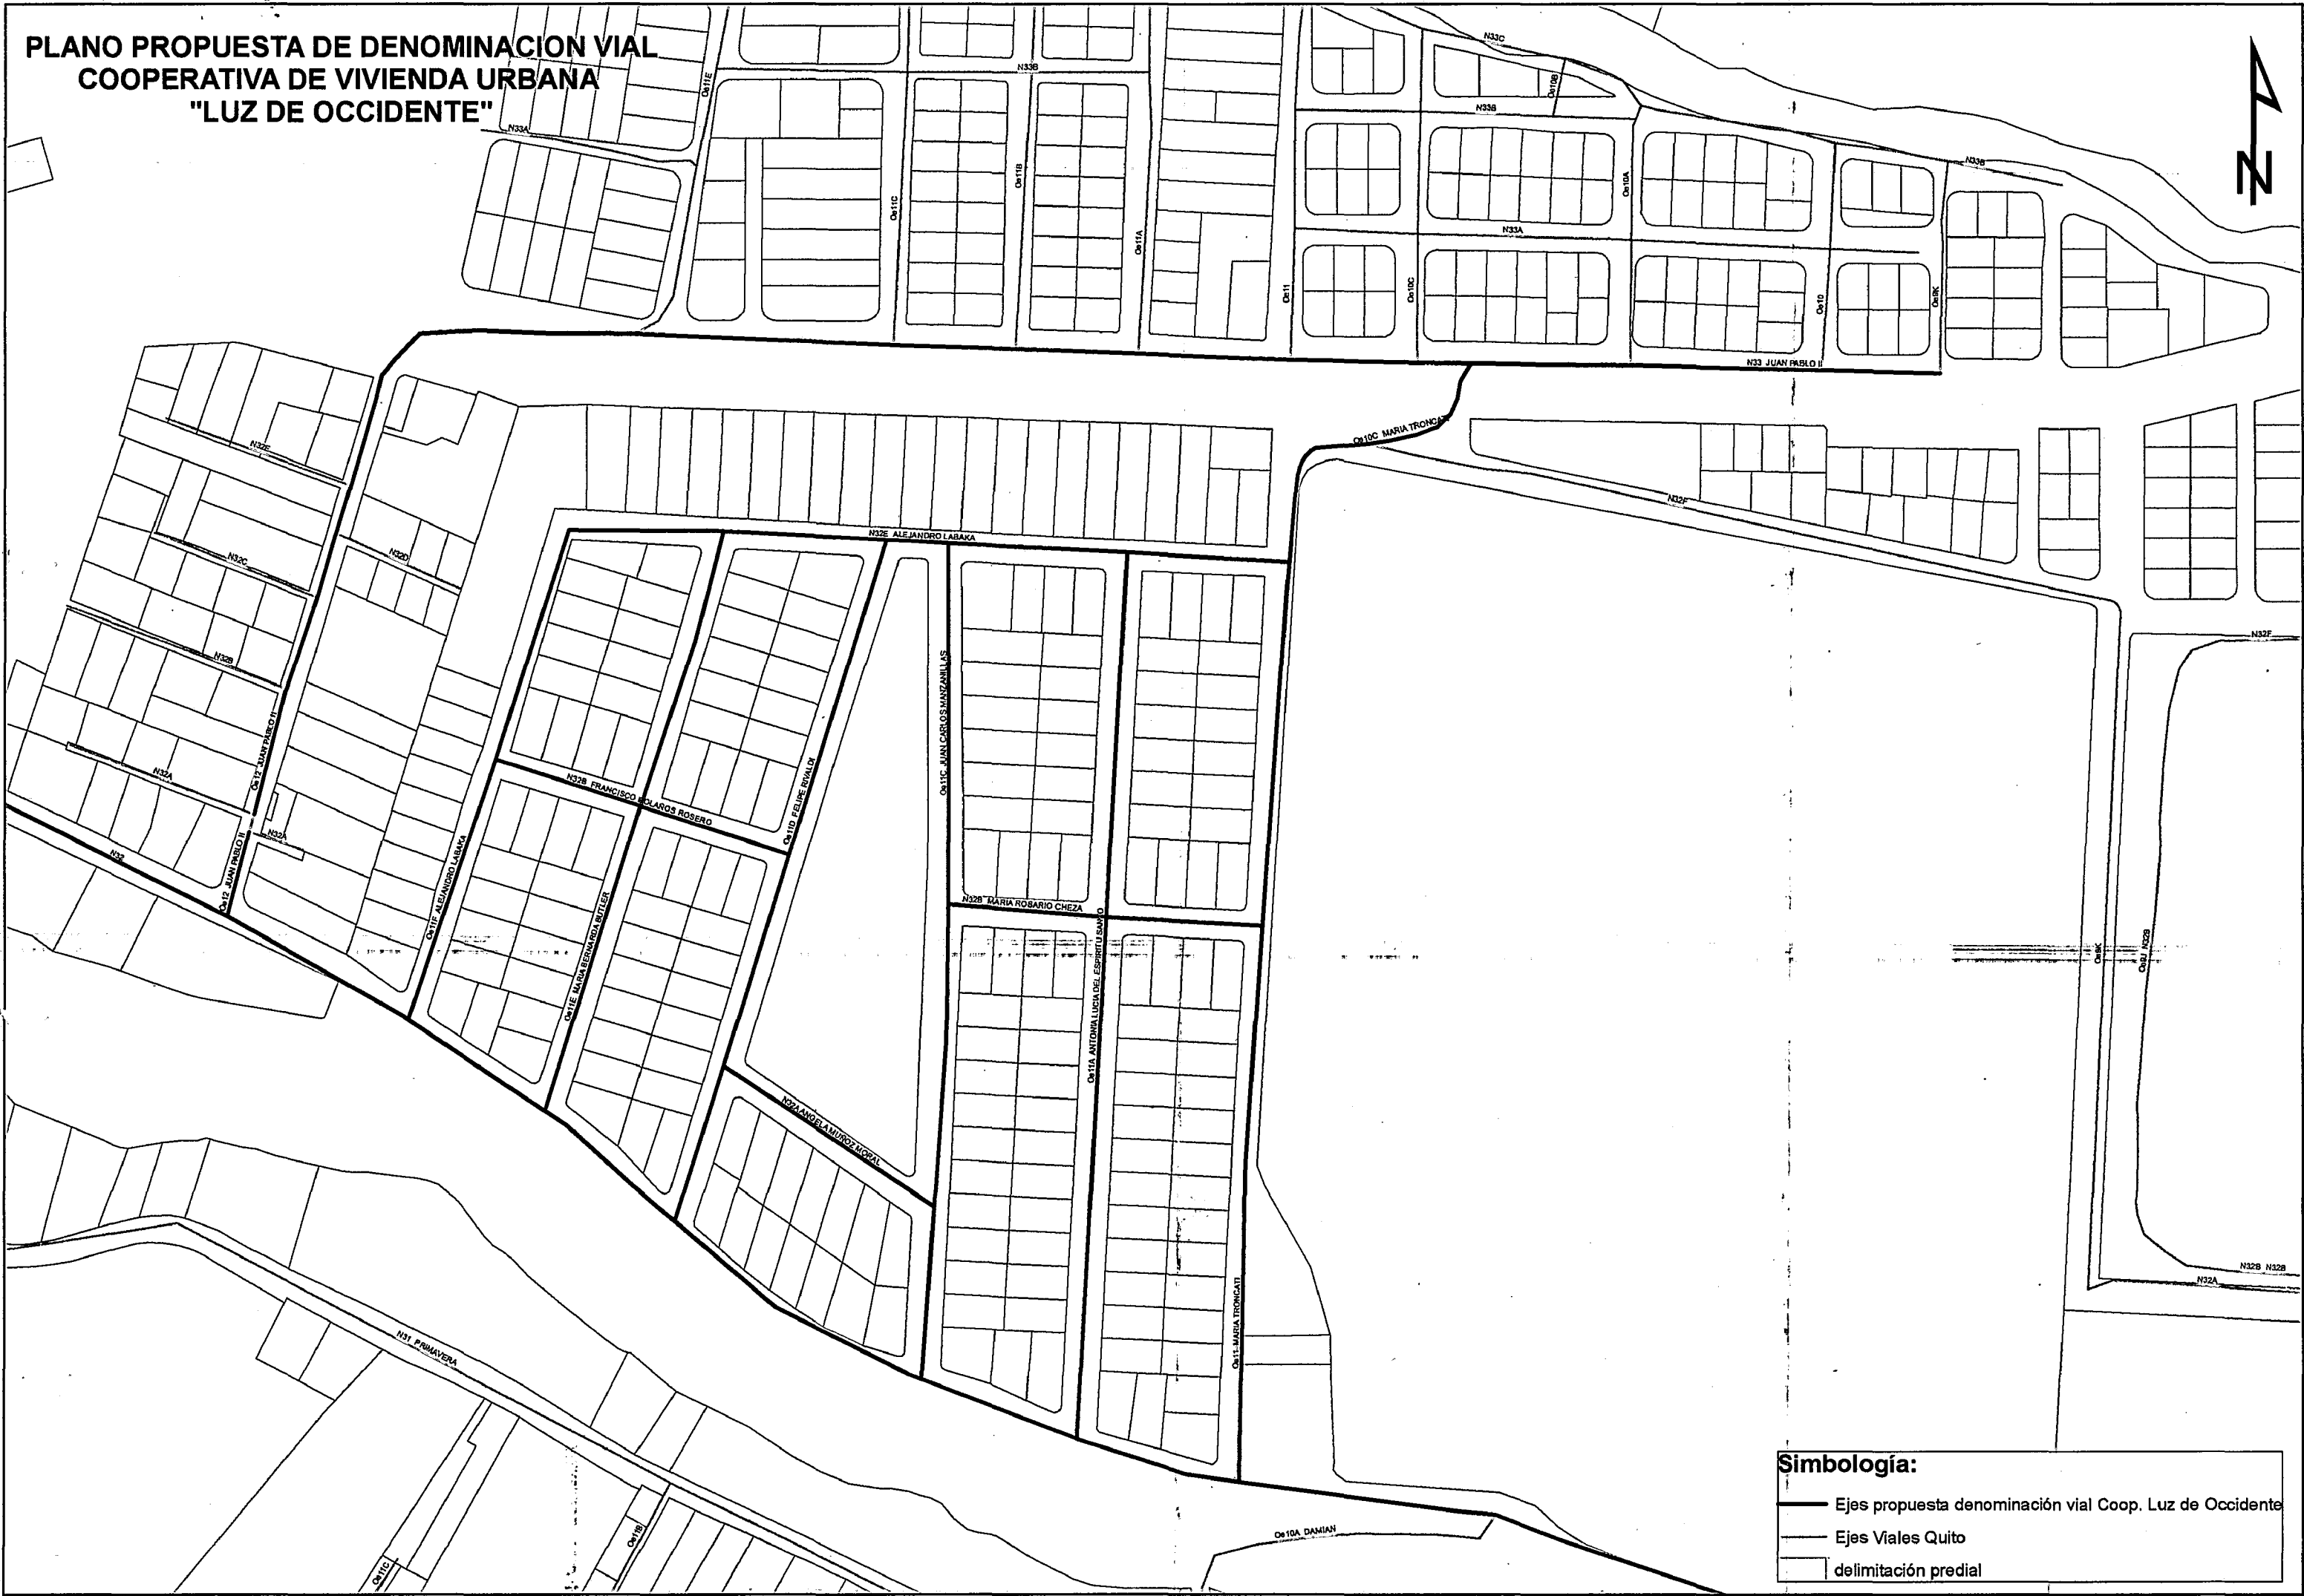 PLANO PROPUESTA DE DENOMINACION VIAL
COOPERATIVA DE VIVIENDA URBANA
"LUZ DE OCCIDENTE"
N
N33C
N33B
Oe11E
Oe10B
N33B
N33A
N33B
Oe11B
Oe10A
Oe11C
Oe11A
N33A
Oe11
Oe10C
Oe10
Oe9K
N33 JUAN PABLO II
Oe10C MARIA TRONCATI
N32E
N32F
N32E ALEJANDRO LABAKA
N32D
N32C
N32F
N32B
Oe11C JUAN CARLOS MANZANILLAS
Oe12 JUAN PABLO II
N32A
N32B FRANCISCO BOLAROS ROSERO
Oe11D FELIPE RIVALDI
N32A
N32
Oe12 JUAN PABLO II
Oe11F ALEJANDRO LABAKA
Oe11E MARIA BERNARDA BUTLER
N32B MARIA ROSARIO CHEZA
Oe11A ANTONIA LUCIA DEL ESPIRITU SANTO
Oe9K
Oe9J N32B
N32A ANGELA MUROZ MORAL
N32B N32B
N32A
Oe11 MARIA TRONCATI
N31 PRIMAVERA
Oe11B
Oe11C
Oe10A DAMIAN
Simbología:
Ejes propuesta denominación vial Coop. Luz de Occidente
Ejes Viales Quito
delimitación predial